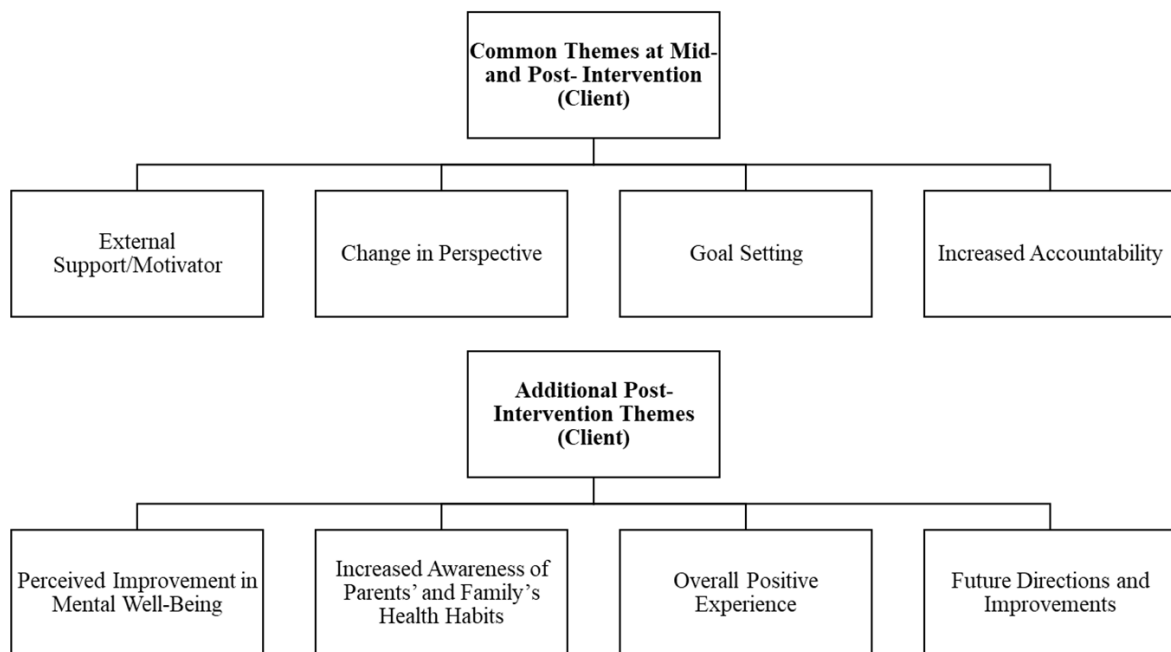 Common Themes at Mid-
and Post- Intervention
(Client)
External
Support/Motivator
Change in Perspective
Goal Setting
Increased Accountability
Additional Post-
Intervention Themes
(Client)
Perceived Improvement in
Mental Well-Being
Increased Awareness of
Parents’ and Family’s
Health Habits
Overall Positive
Experience
Future Directions and
Improvements